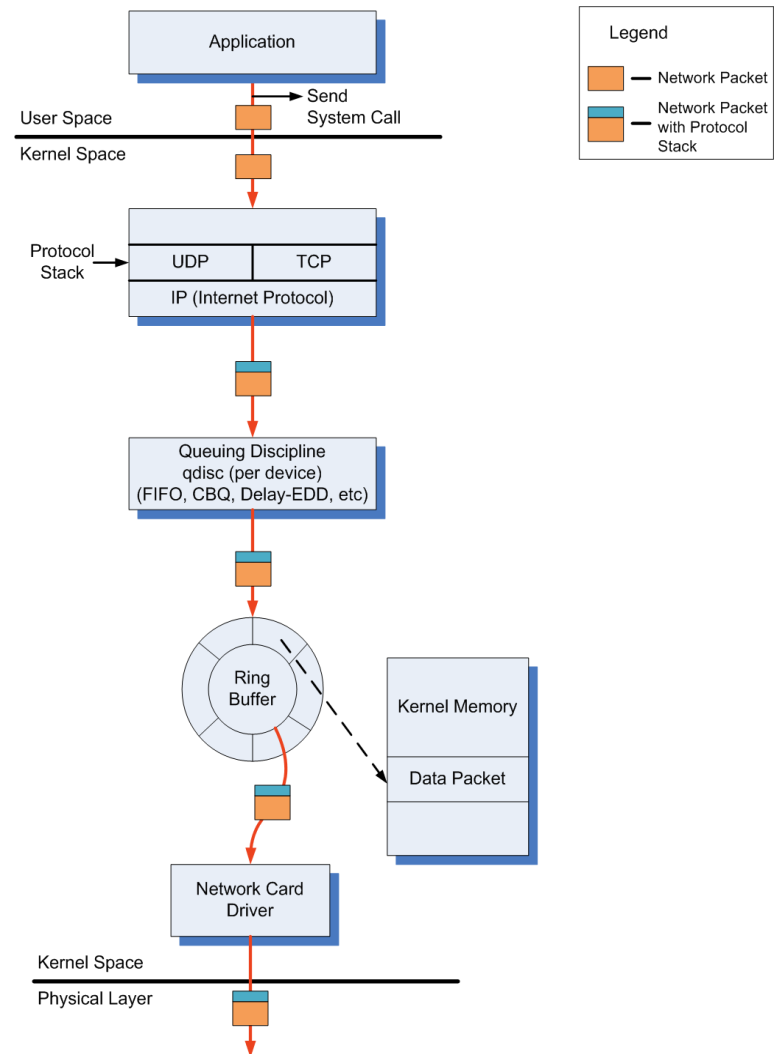 Application
Send
System Call
User Space
Kernel Space
Protocol
Stack
UDP
TCP
IP (Internet Protocol)
Queuing Discipline
qdisc (per device)
(FIFO, CBQ, Delay-EDD, etc)
Ring
Buffer
Kernel Memory
Data Packet
Network Card
Driver
Kernel Space
Physical Layer
Legend
Network Packet
Network Packet
with Protocol
Stack